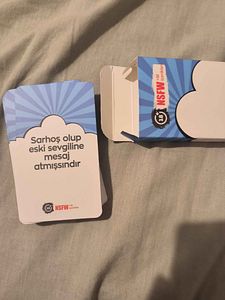 Sarhoş olup
eski sevgiline
mesaj
atmışsındır
NSFW
NSFW